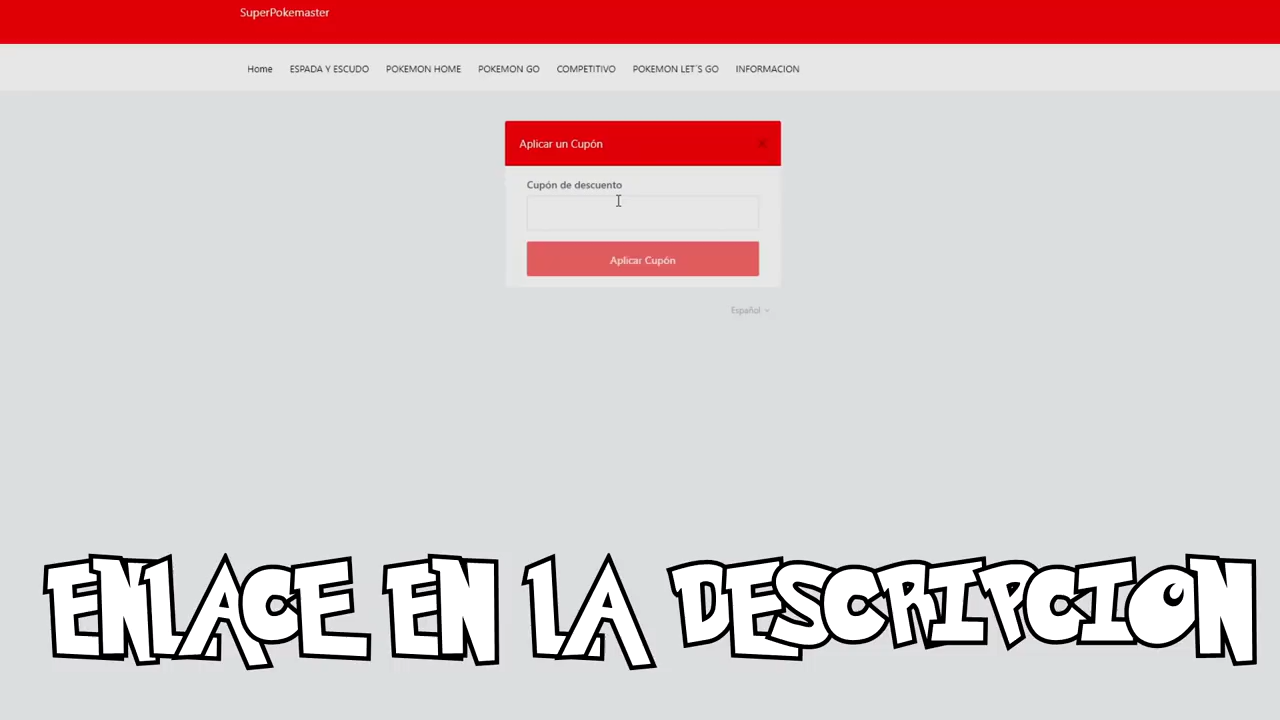 SuperPokemaster
Home ESPADA Y ESCUDO POKEMON HOME POKEMON GO COMPETITIVO POKEMON LET´S GO INFORMACION
Aplicar un Cupón
Cupón de descuento
Aplicar Cupón
Español
ENLACE EN LA DESCRIPCION